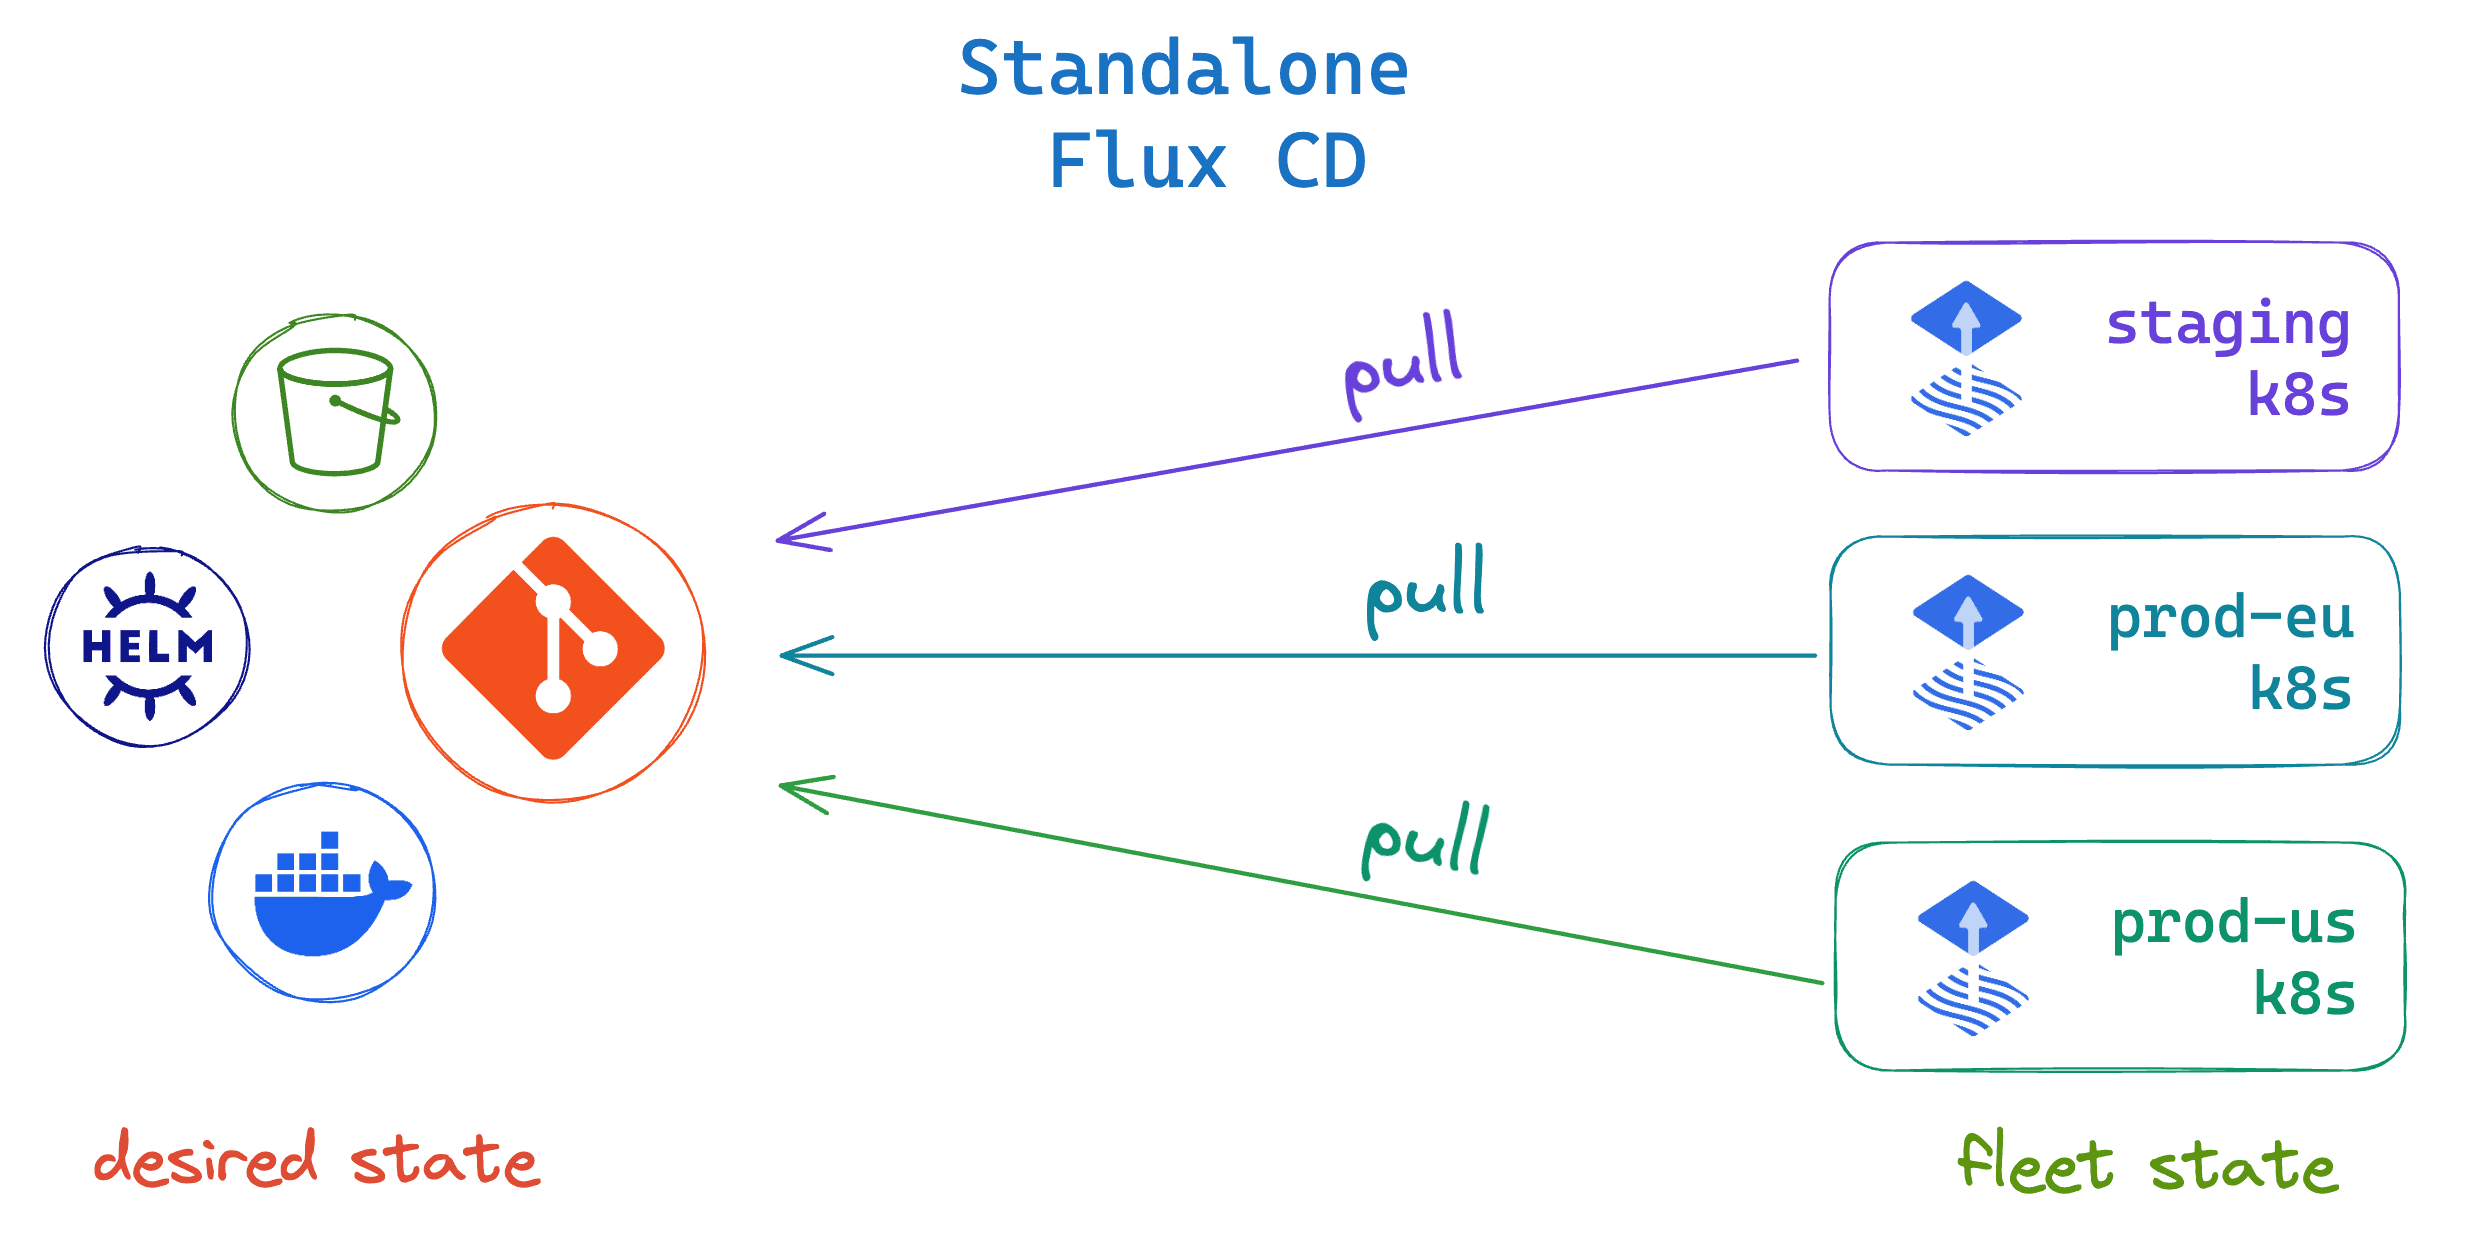 Standalone
Flux CD
pull
staging
k8s
HELM
pull
prod-eu
k8s
pull
prod-us
k8s
desired state
fleet state